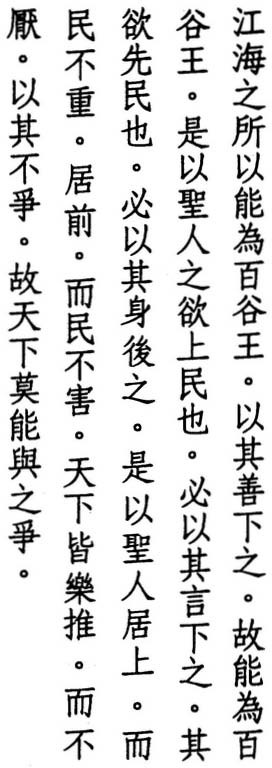 江海之所以能為百谷王。以其善下之。故能為百
谷王。是以聖人之欲上民也。必以其言下之。其
欲先民也。必以其身後之。是以聖人居上。而
民不重。居前。而民不害。天下皆樂推。而不
厭。以其不爭。故天下莫能與之爭。